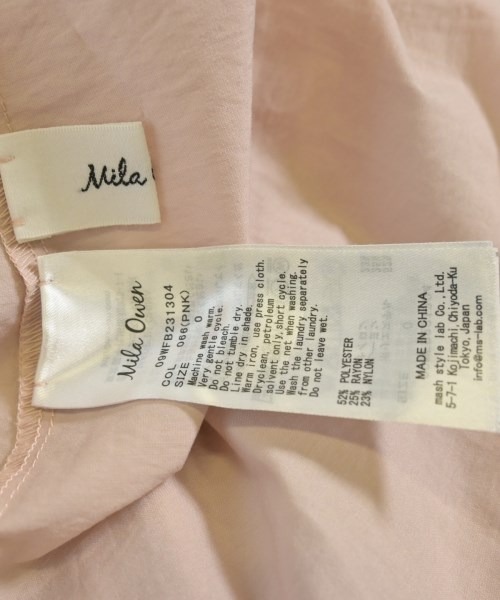 Mila
Mila Owen
09WFB231304
COL 066(PNK)
SIZE 0
Machine wash, warm.
Very gentle cycle.
Do not bleach.
Do not tumble dry.
Line dry in shade.
Warm iron, use press cloth.
Dryclean, petroleum
solvent only, short cycle.
Use the net when washing.
Wash the laundry separately
from other laundry.
Do not leave wet.
52% POLYESTER
25% RAYON
23% NYLON
MADE IN CHINA
mash style lab Co., Ltd.
5-7-1 Kojimachi, Chiyoda-Ku
Tokyo, Japan
info@ms-lab.com